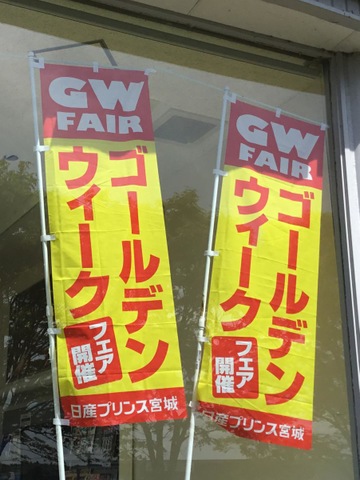 GW
FAIR
ゴールデン
ウィーク
フェア
開催
日産プリンス宮城
GW
FAIR
ゴールデン
ウィーク
フェア
開催
日産プリンス宮城